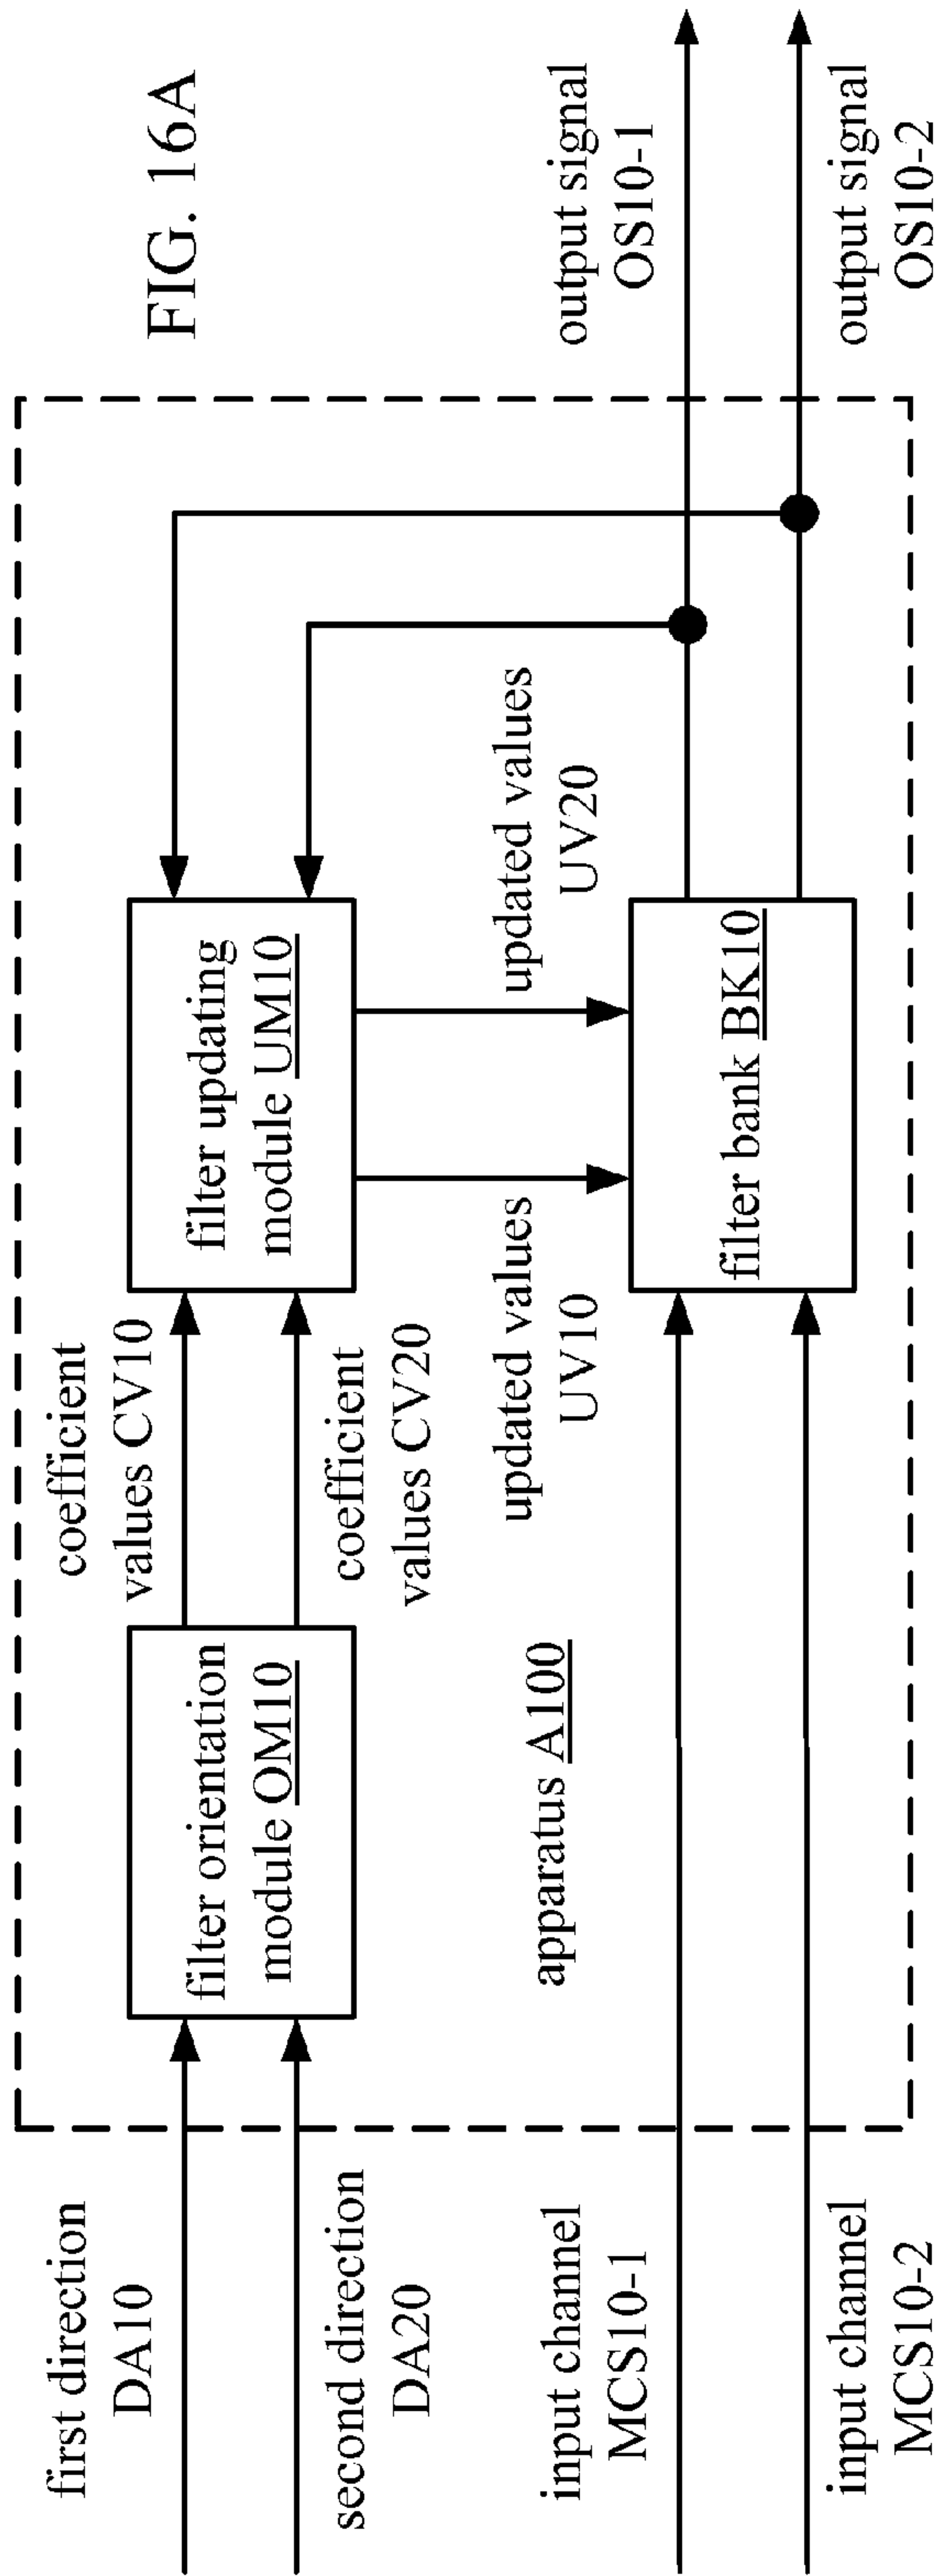 FIG. 16A
first direction
DA10
second direction
DA20
filter orientation
module OM10
coefficient
values CV10
coefficient
values CV20
filter updating
module UM10
updated values
UV10
updated values
UV20
apparatus A100
input channel
MCS10-1
input channel
MCS10-2
filter bank BK10
output signal
OS10-1
output signal
OS10-2